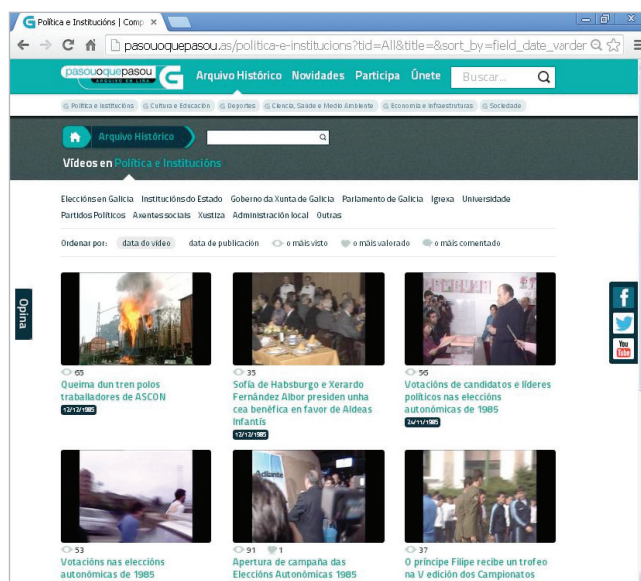 Política e Institucións | Comp
pasouoquepasou.as/politica-e-institucions?tid=All&title=&sort_by=field_date_varder
pasouoquepasou G Arquivo Histórico Novidades Participa Únete Buscar...
Política e Institucións Cultura e Educación Deportes Ciencia, Saúde e Medio Ambiente Economía e Infraestruturas Sociedade
Arquivo Histórico
Vídeos en Política e Institucións
Eleccións en Galicia Institucións do Estado Goberno da Xunta de Galicia Parlamento de Galicia Igrexa Universidade
Partidos Políticos Axentes sociais Xustiza Administración local Outras
Ordenar por: data do vídeo data de publicación o máis visto o máis valorado o máis comentado
Opina
f
You
Tube
65
Queima dun tren polos
traballadores de ASCON
12/12/1985
35
Sofía de Habsburgo e Xerardo
Fernández Albor presiden unha
cea benéfica en favor de Aldeas
Infantís
12/12/1985
56
Votacións de candidatos e líderes
políticos nas eleccións
autonómicas de 1985
24/11/1985
53
Votacións nas eleccións
autonómicas de 1985
Adiante
91 1
Apertura de campaña das
Eleccións Autonómicas 1985
37
O príncipe Filipe recibe un trofeo
na V edición dos Campionatos